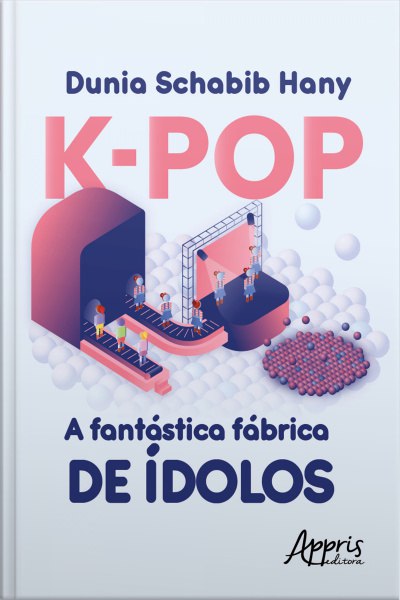 Dunia Schabib Hany
K-POP
A fantástica fábrica
DE ÍDOLOS
Appris
editora